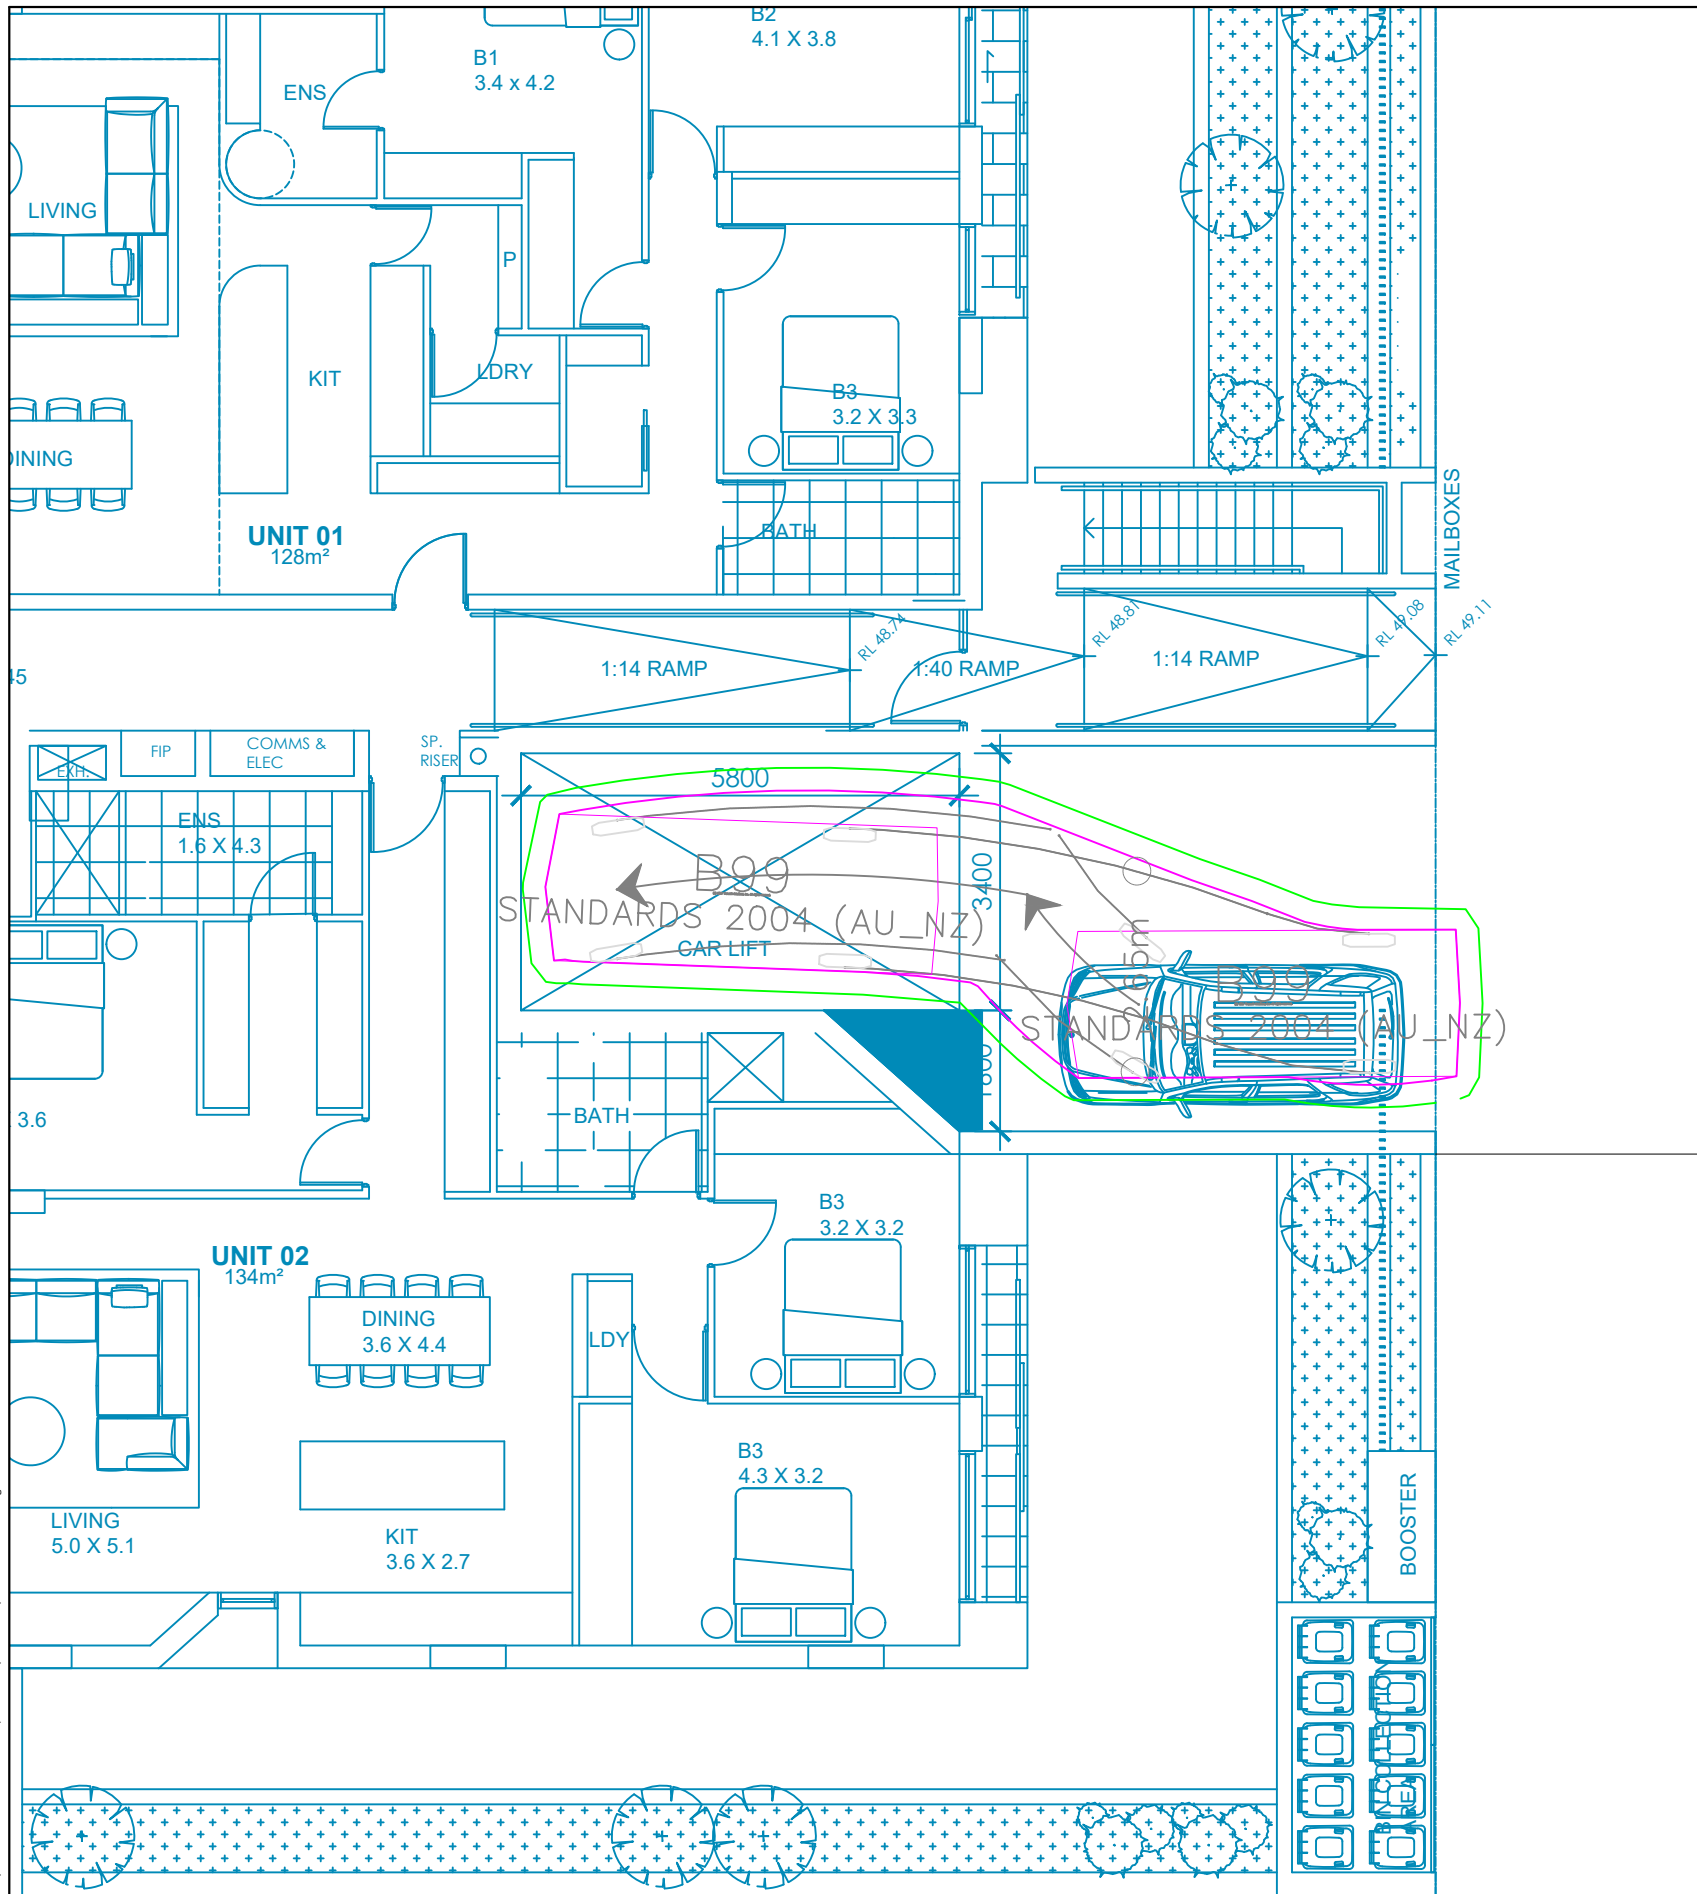 B2
4.1 X 3.8
B1
3.4 x 4.2
ENS
LIVING
P
KIT
LDRY
B3
3.2 X 3.3
DINING
UNIT 01
128m²
BATH
MAILBOXES
RL 48.74
RL 48.81
RL 49.08
RL 49.11
1:14 RAMP
1:40 RAMP
1:14 RAMP
45
EXH.
FIP
COMMS &
ELEC
SP.
RISER
5800
ENS
1.6 X 4.3
B99
STANDARDS 2004 (AU_NZ)
CAR LIFT
3400
B99
STANDARDS 2004 (AU_NZ)
BATH
3.6
B3
3.2 X 3.2
UNIT 02
134m²
DINING
3.6 X 4.4
LDY
B3
4.3 X 3.2
LIVING
5.0 X 5.1
KIT
3.6 X 2.7
BOOSTER
BIN COLLECTION
AREA